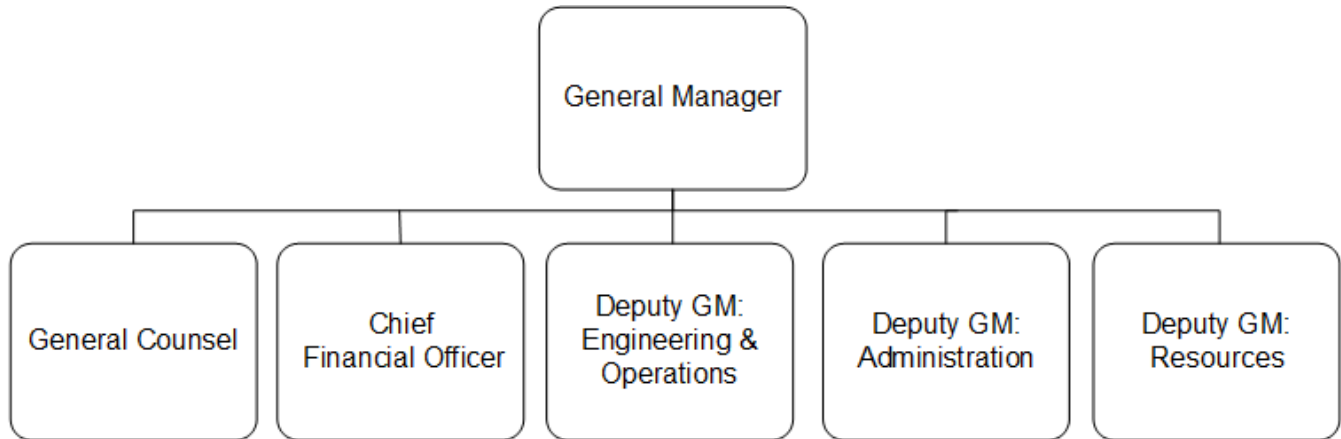 General Manager
General Counsel
Chief
Financial Officer
Deputy GM:
Engineering &
Operations
Deputy GM:
Administration
Deputy GM:
Resources